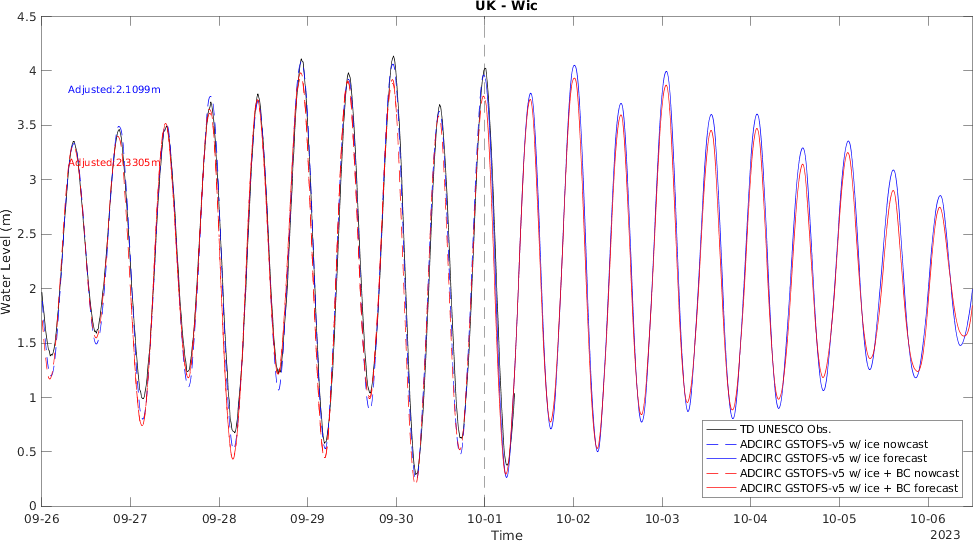 UK - Wic
4.5
4
3.5
3
2.5
2
1.5
1
0.5
0
Water Level (m)
Adjusted:2.1099m
Adjusted:2.3305m
TD UNESCO Obs.
ADCIRC GSTOFS-v5 w/ ice nowcast
ADCIRC GSTOFS-v5 w/ ice forecast
ADCIRC GSTOFS-v5 w/ ice + BC nowcast
ADCIRC GSTOFS-v5 w/ ice + BC forecast
09-26 09-27 09-28 09-29 09-30 10-01 10-02 10-03 10-04 10-05 10-06
Time
2023